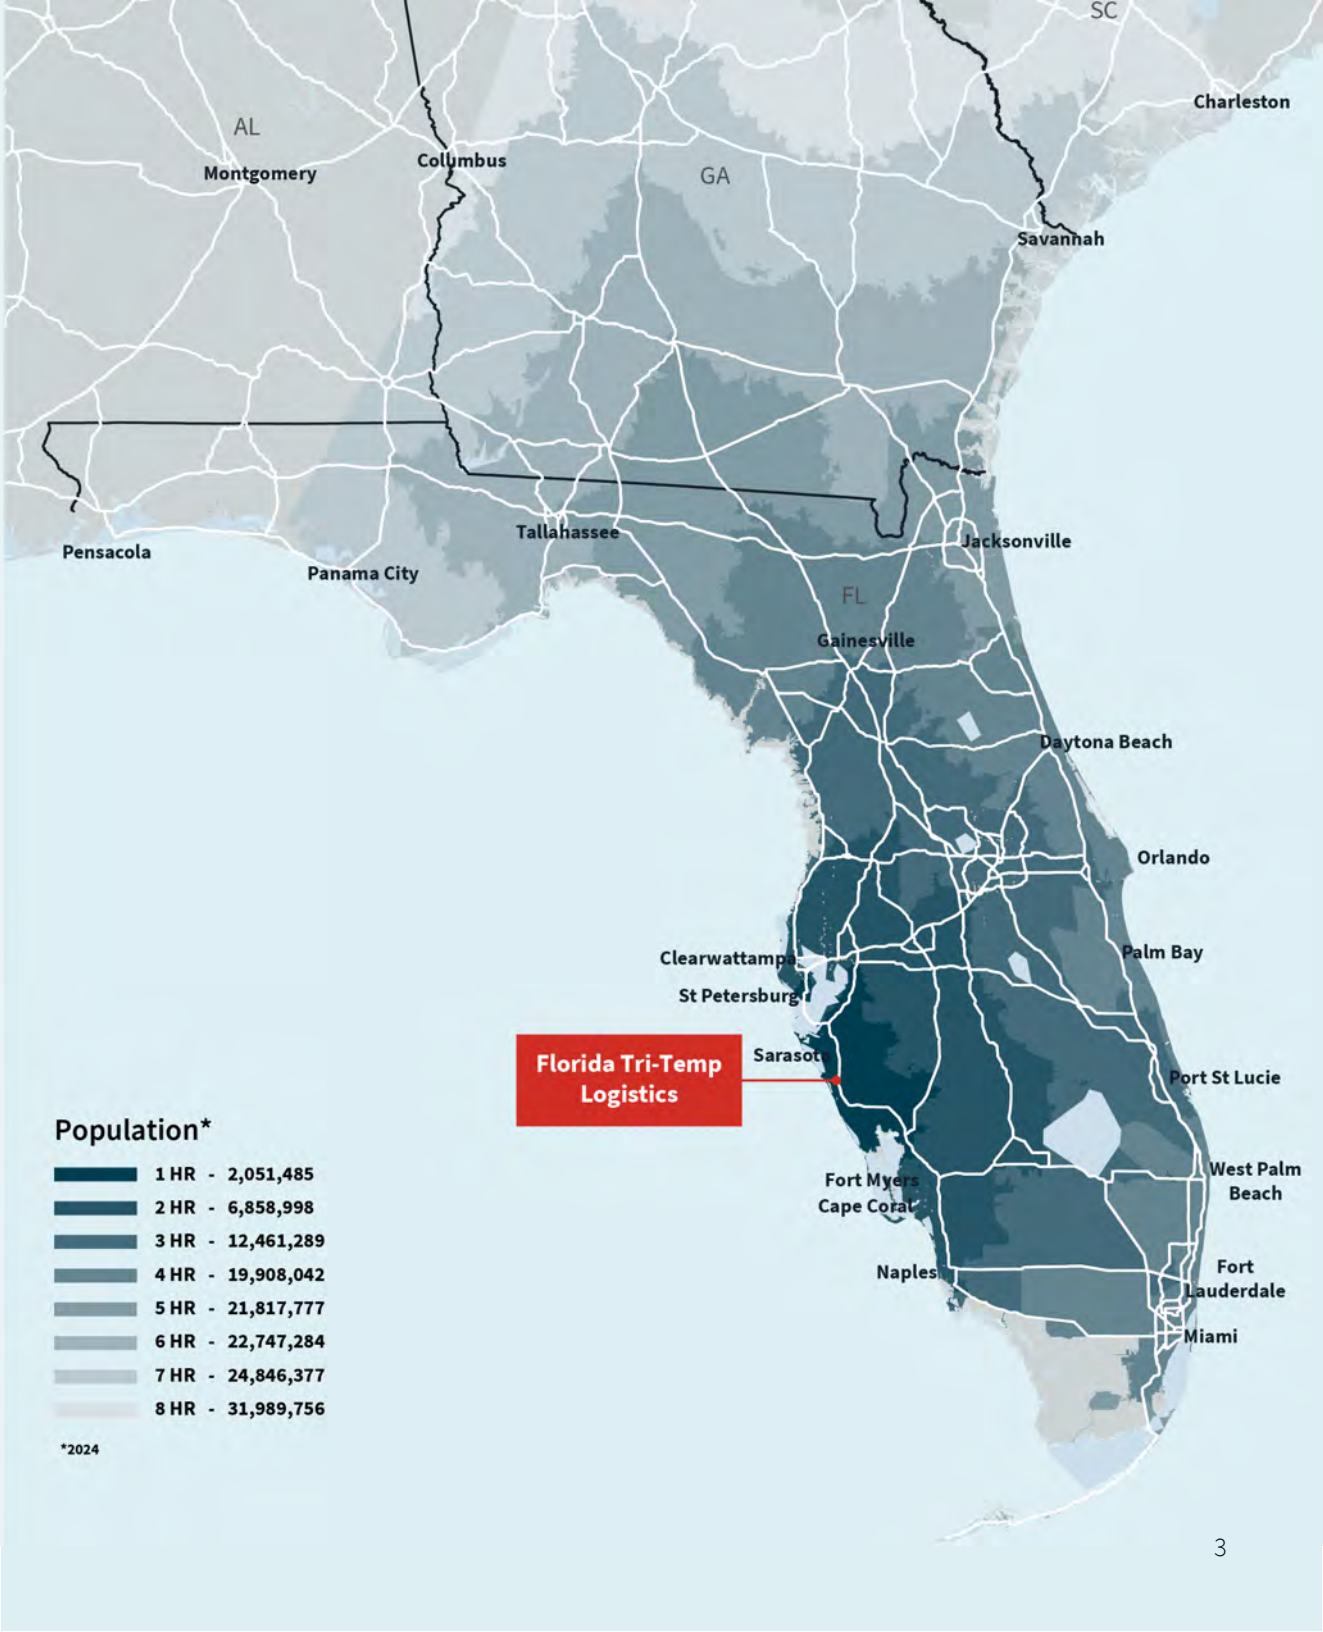 SC
Charleston
AL
Columbus
Montgomery
GA
Savannah
Tallahassee
Jacksonville
Pensacola
Panama City
FL
Gainesville
Daytona Beach
Orlando
Clearwattampa
Palm Bay
St Petersburg
Florida Tri-Temp
Logistics
Sarasota
Port St Lucie
Population*
1 HR - 2,051,485
2 HR - 6,858,998
3 HR - 12,461,289
4 HR - 19,908,042
5 HR - 21,817,777
6 HR - 22,747,284
7 HR - 24,846,377
8 HR - 31,989,756
*2024
West Palm
Beach
Fort Myers
Cape Coral
Naples
Fort
Lauderdale
Miami
3